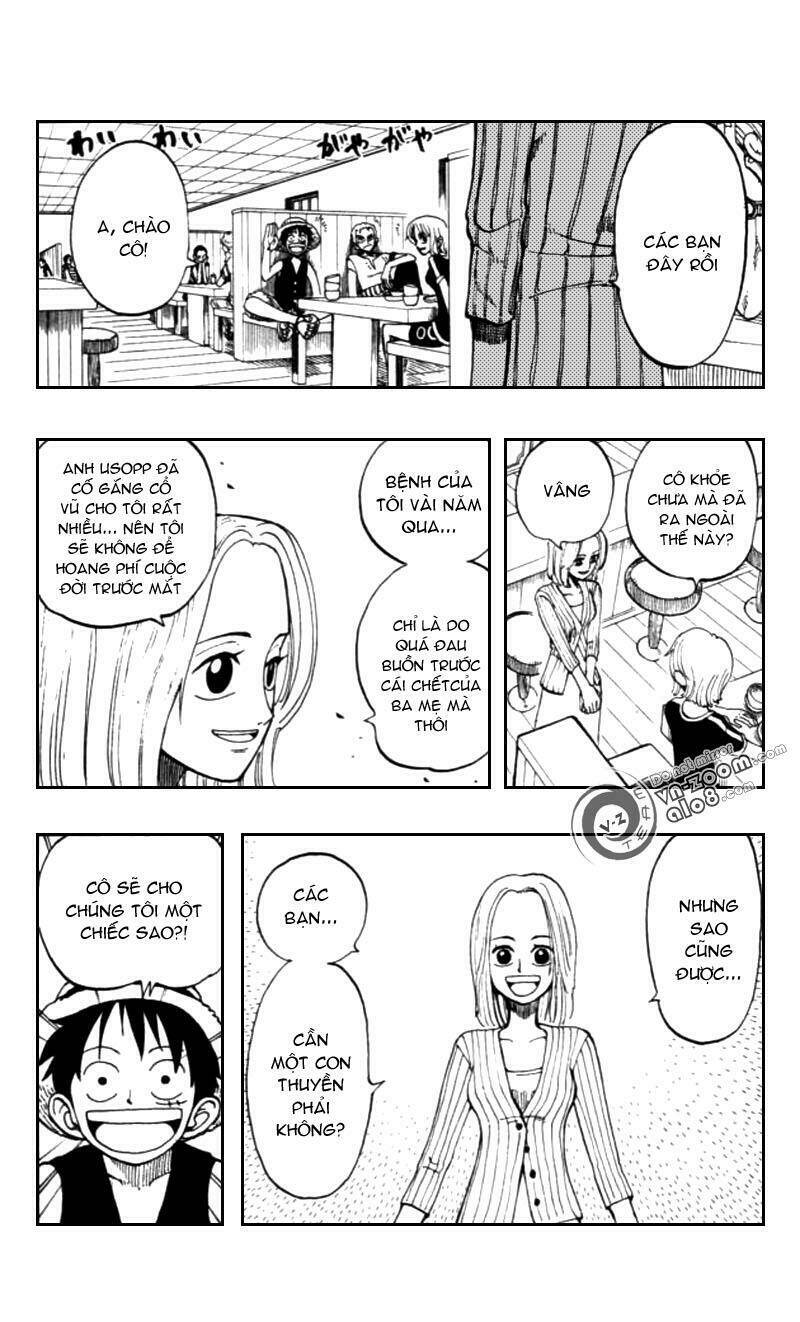 わい
わい
がや
がや
CÁC BẠN
ĐÂY RỒI
A, CHÀO
CÔ!
CÔ KHỎE
CHƯA MÀ ĐÃ
RA NGOÀI
THẾ NÀY?
VÂNG
BỆNH CỦA
TÔI VÀI NĂM
QUA...
CHỈ LÀ DO
QUÁ ĐAU
BUỒN TRƯỚC
CÁI CHẾTCỦA
BA MẸ MÀ
THÔI
ANH USOPP ĐÃ
CỐ GẮNG CỔ
VŨ CHO TÔI RẤT
NHIỀU... NÊN TÔI
SẼ KHÔNG ĐỂ
HOANG PHÍ CUỘC
ĐỜI TRƯỚC MẮT
Do not mirror
vn-zoom.com
alo8.com
V-Z
NHƯNG
SAO
CŨNG
ĐƯỢC...
CÁC
BẠN...
CẦN
MỘT CON
THUYỀN
PHẢI
KHÔNG?
CÔ SẼ CHO
CHÚNG TÔI MỘT
CHIẾC SAO?!